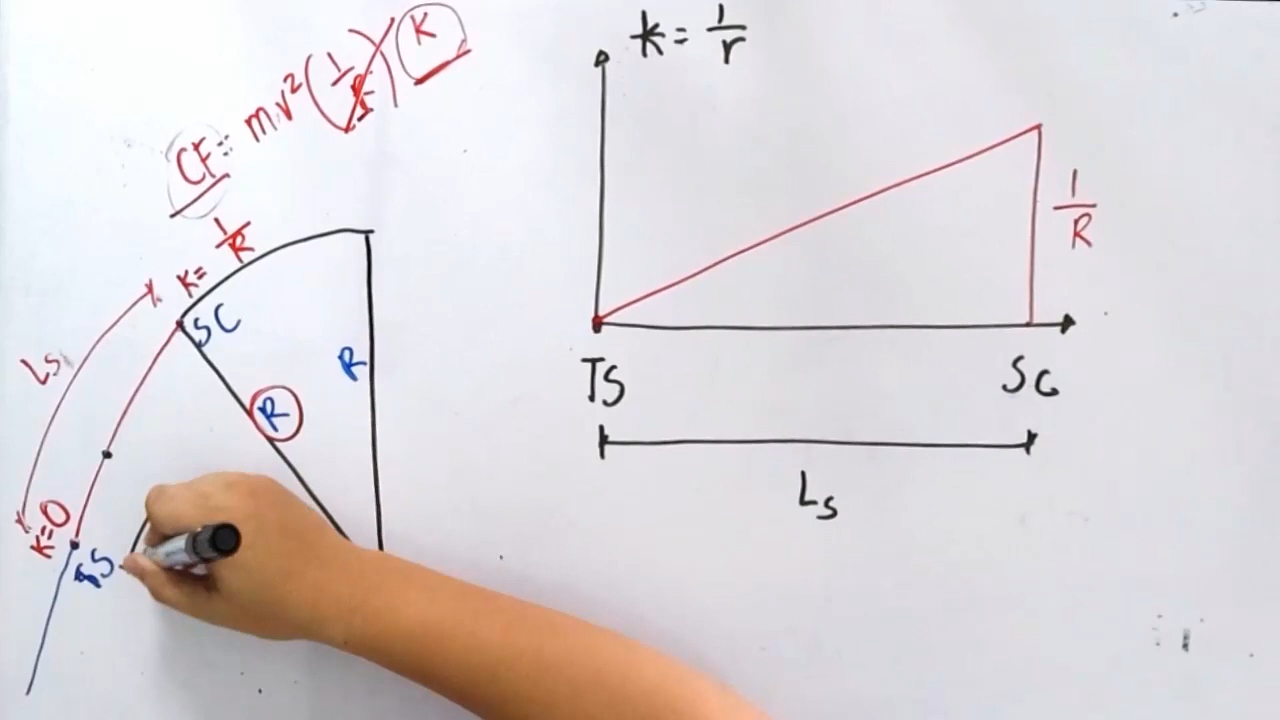 CF = mv²(1/r) K
K = 1/R
SC
Ls
R
R
K=0
TS
k = 1/r
1/R
TS
SC
Ls